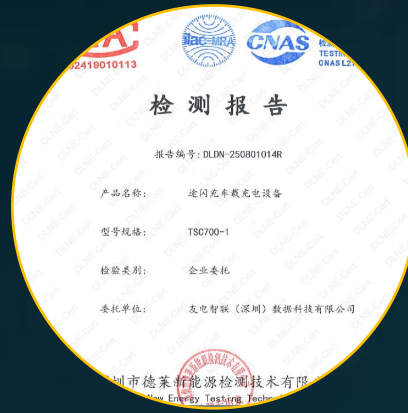 ilac-MRA
CNAS
TESTING
02419010113
CNAS L2
检测报告
报告编号：DLDN-250801014R
产品名称： 途闪充车载充电设备
型号规格： TSC700-1
检验类别： 企业委托
委托单位： 友电智联（深圳）数据科技有限公司
圳市德莱新能源检测技术有限
New Energy Testing Techn